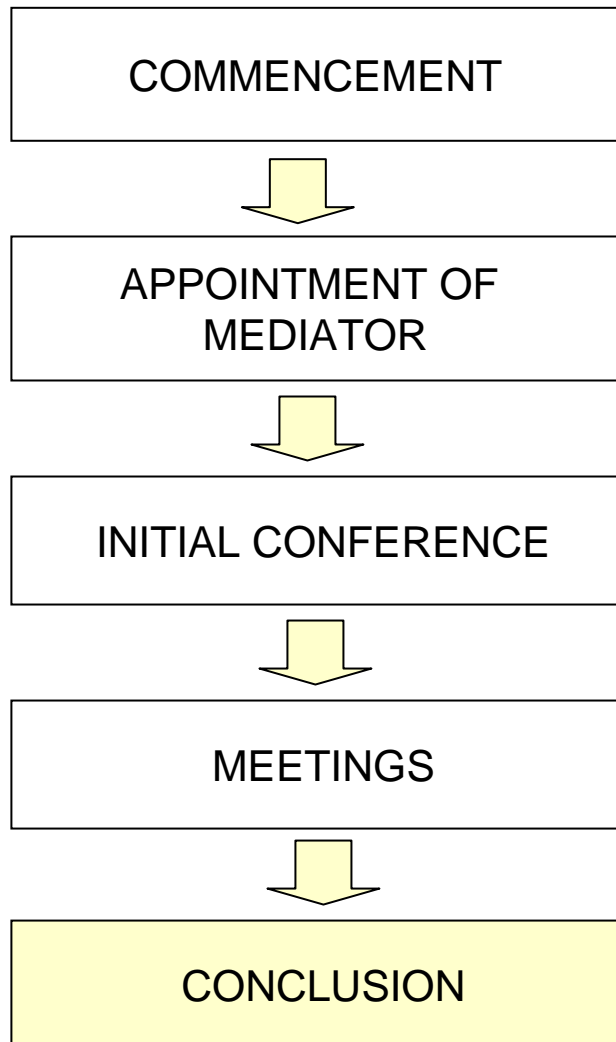 COMMENCEMENT
APPOINTMENT OF
MEDIATOR
INITIAL CONFERENCE
MEETINGS
CONCLUSION